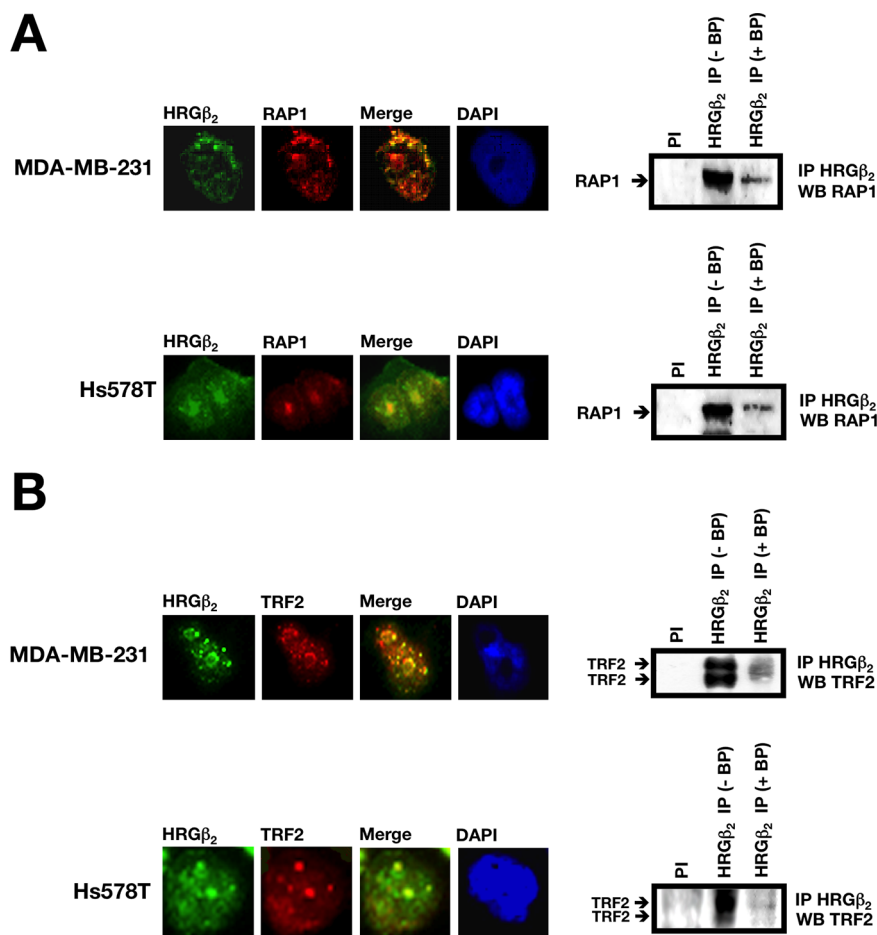 A
MDA-MB-231
HRGβ₂ RAP1 Merge DAPI
PI
HRGβ₂ IP (- BP)
HRGβ₂ IP (+ BP)
RAP1
IP HRGβ₂
WB RAP1
Hs578T
HRGβ₂ RAP1 Merge DAPI
PI
HRGβ₂ IP (- BP)
HRGβ₂ IP (+ BP)
RAP1
IP HRGβ₂
WB RAP1
B
MDA-MB-231
HRGβ₂ TRF2 Merge DAPI
PI
HRGβ₂ IP (- BP)
HRGβ₂ IP (+ BP)
TRF2
TRF2
IP HRGβ₂
WB TRF2
Hs578T
HRGβ₂ TRF2 Merge DAPI
PI
HRGβ₂ IP (- BP)
HRGβ₂ IP (+ BP)
TRF2
TRF2
IP HRGβ₂
WB TRF2